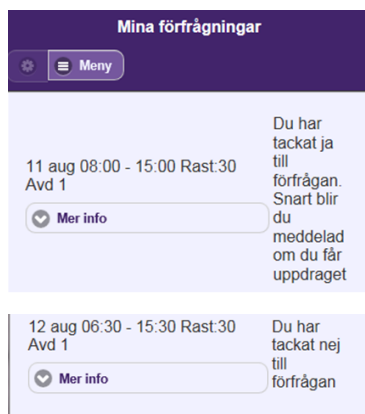 Mina förfrågningar
Meny
11 aug 08:00 - 15:00 Rast:30
Avd 1
Mer info
Du har
tackat ja
till
förfrågan.
Snart blir
du
meddelad
om du får
uppdraget
12 aug 06:30 - 15:30 Rast:30
Avd 1
Mer info
Du har
tackat nej
till
förfrågan